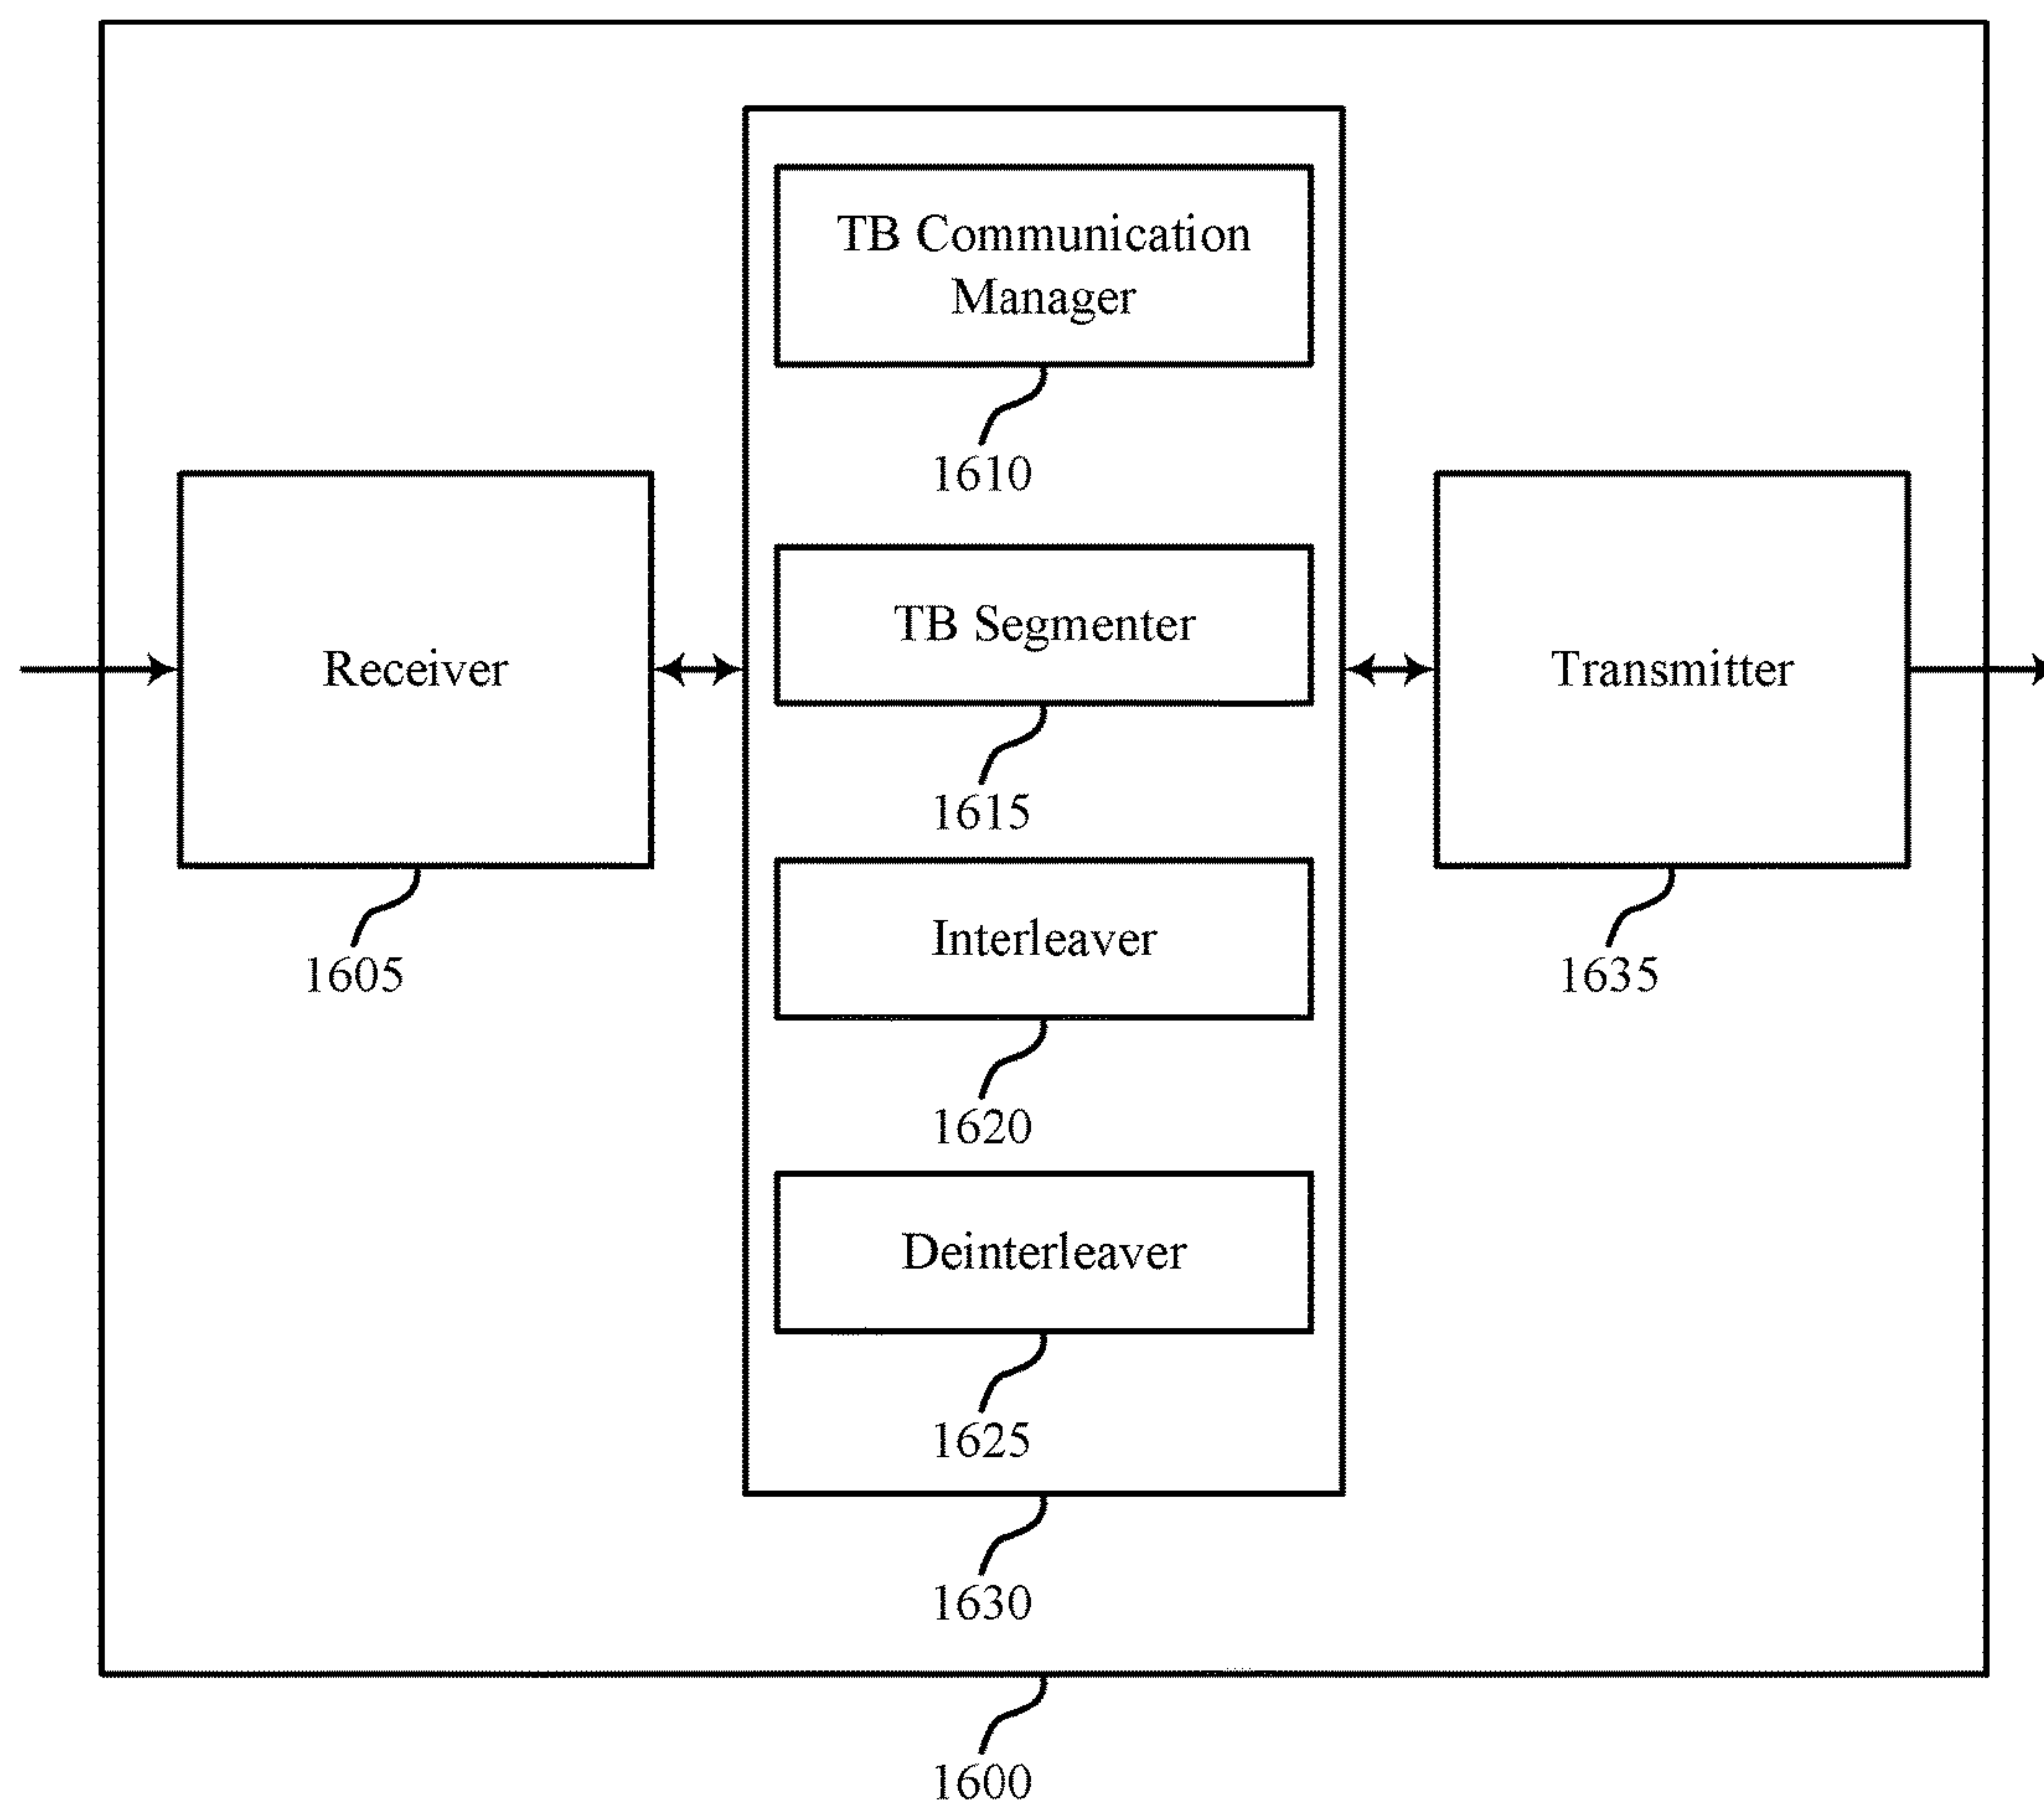 TB Communication
Manager
1610
TB Segmenter
1615
Receiver
1605
Transmitter
1635
Interleaver
1620
Deinterleaver
1625
1630
1600